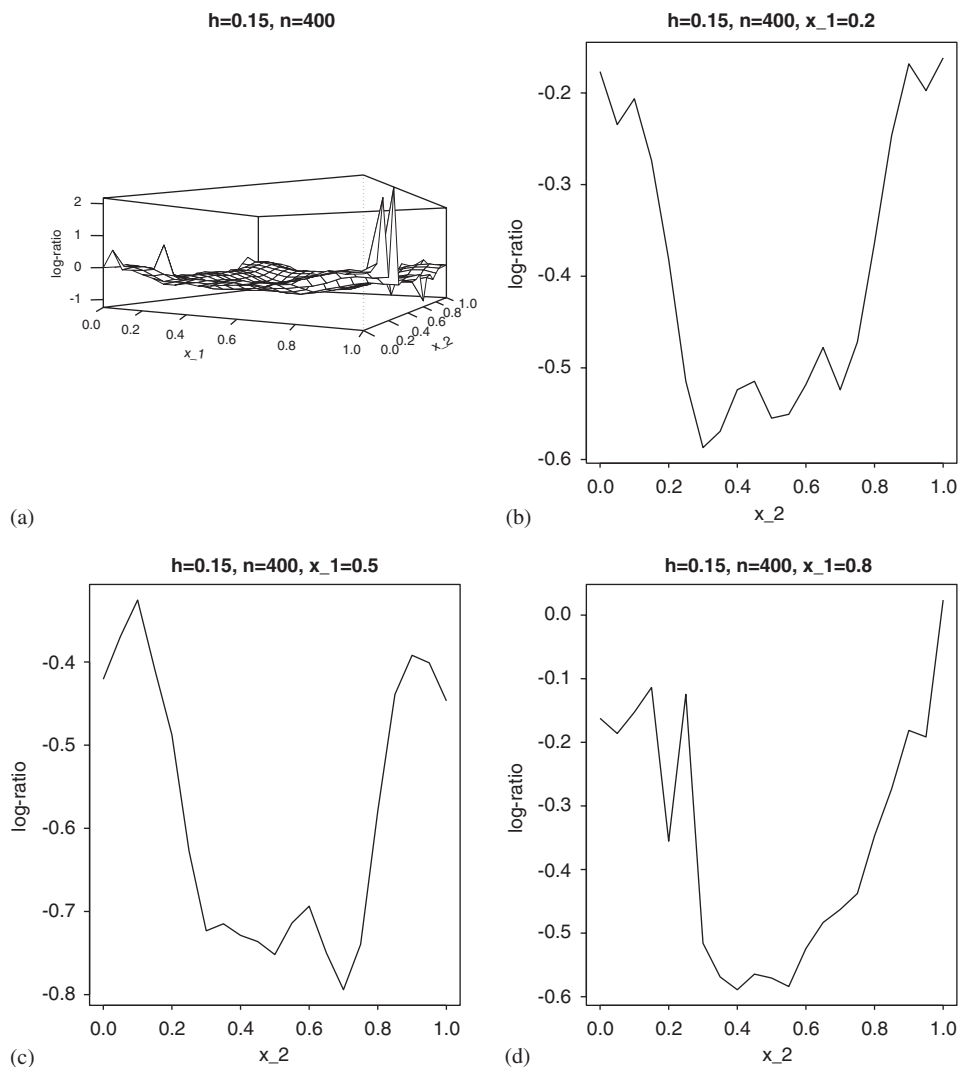 h=0.15, n=400
2
1
0
-1
log-ratio
0.0
0.2
0.4
0.6
0.8
1.0
x_1
0.0
0.2
0.4
0.6
0.8
1.0
x_2
(a)
h=0.15, n=400, x_1=0.2
-0.2
-0.3
-0.4
-0.5
-0.6
log-ratio
0.0 0.2 0.4 0.6 0.8 1.0
x_2
(b)
h=0.15, n=400, x_1=0.5
-0.4
-0.5
-0.6
-0.7
-0.8
log-ratio
0.0 0.2 0.4 0.6 0.8 1.0
x_2
(c)
h=0.15, n=400, x_1=0.8
0.0
-0.1
-0.2
-0.3
-0.4
-0.5
-0.6
log-ratio
0.0 0.2 0.4 0.6 0.8 1.0
x_2
(d)